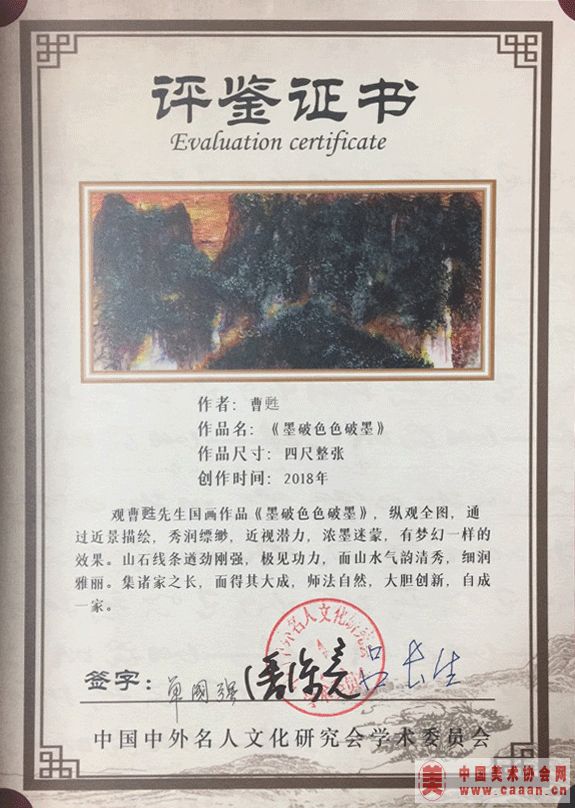 评鉴证书
Evaluation certificate
作者：曹甦
作品名：《墨破色色破墨》
作品尺寸：四尺整张
创作时间：2018年
观曹甦先生国画作品《墨破色色破墨》，纵观全图，通
过近景描绘，秀润缥缈，近视潜力，浓墨迷蒙，有梦幻一样的
效果。山石线条遒劲刚强，极见功力，而山水气韵清秀，细润
雅丽。集诸家之长，而得其大成，师法自然，大胆创新，自成
一家。
签字：单國强 吕长生
中国中外名人文化研究会学术委员会
美 中国美术协会网
www.caaan.cn